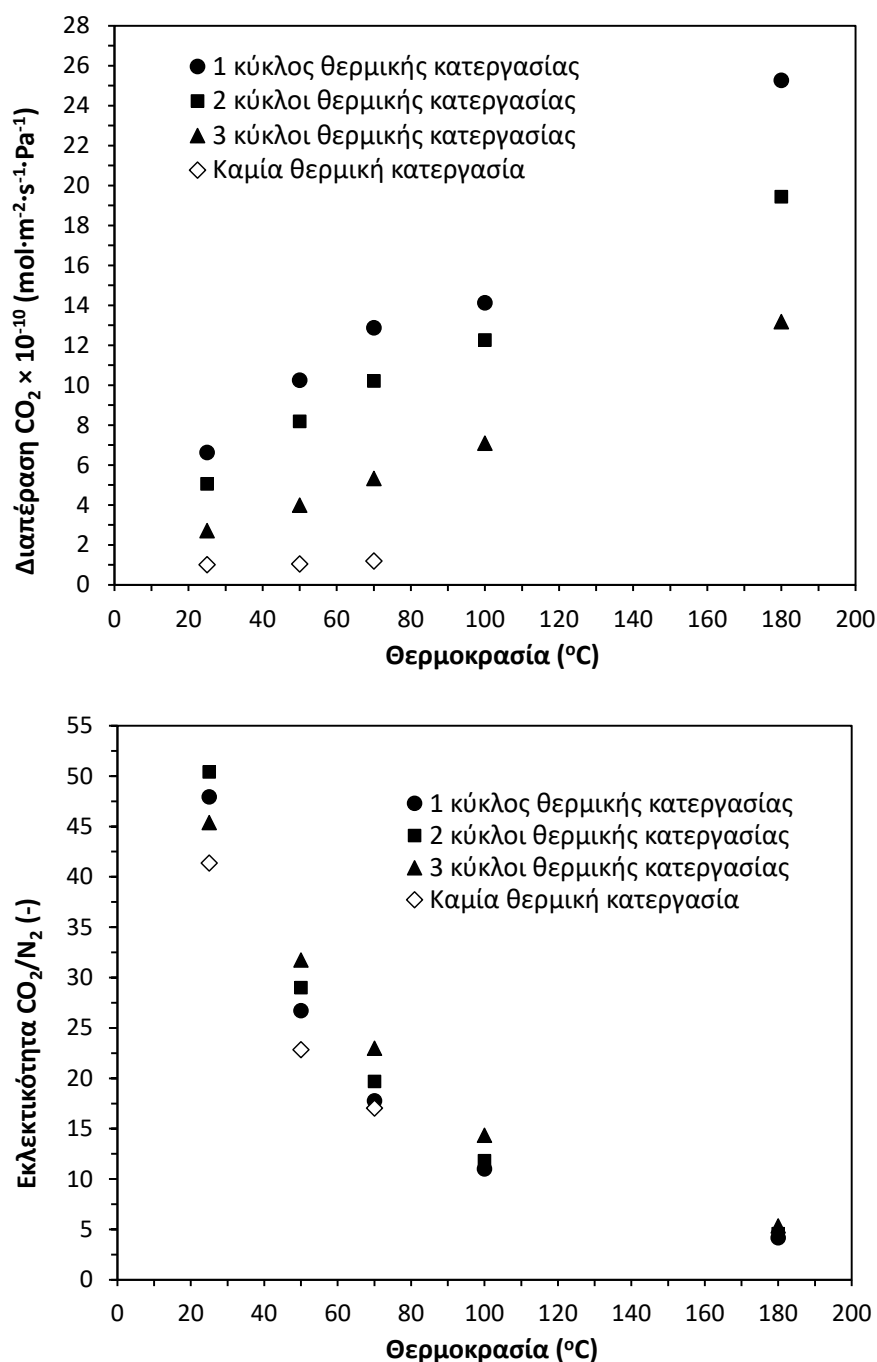 28
26
24
22
20
18
16
14
12
10
8
6
4
2
0
Διαπέραση CO₂ × 10⁻¹⁰ (mol·m⁻²·s⁻¹·Pa⁻¹)
1 κύκλος θερμικής κατεργασίας
2 κύκλοι θερμικής κατεργασίας
3 κύκλοι θερμικής κατεργασίας
Καμία θερμική κατεργασία
0 20 40 60 80 100 120 140 160 180 200
Θερμοκρασία (ᵒC)
55
50
45
40
35
30
25
20
15
10
5
0
Εκλεκτικότητα CO₂/N₂ (-)
1 κύκλος θερμικής κατεργασίας
2 κύκλοι θερμικής κατεργασίας
3 κύκλοι θερμικής κατεργασίας
Καμία θερμική κατεργασία
0 20 40 60 80 100 120 140 160 180 200
Θερμοκρασία (ᵒC)